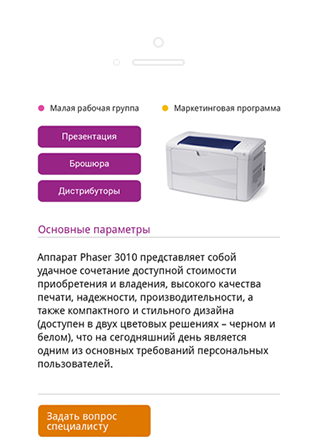 Малая рабочая группа
Маркетинговая программа
Презентация
Брошюра
Дистрибуторы
Основные параметры
Аппарат Phaser 3010 представляет собой
удачное сочетание доступной стоимости
приобретения и владения, высокого качества
печати, надежности, производительности, а
также компактного и стильного дизайна
(доступен в двух цветовых решениях – черном и
белом), что на сегодняшний день является
одним из основных требований персональных
пользователей.
Задать вопрос
специалисту